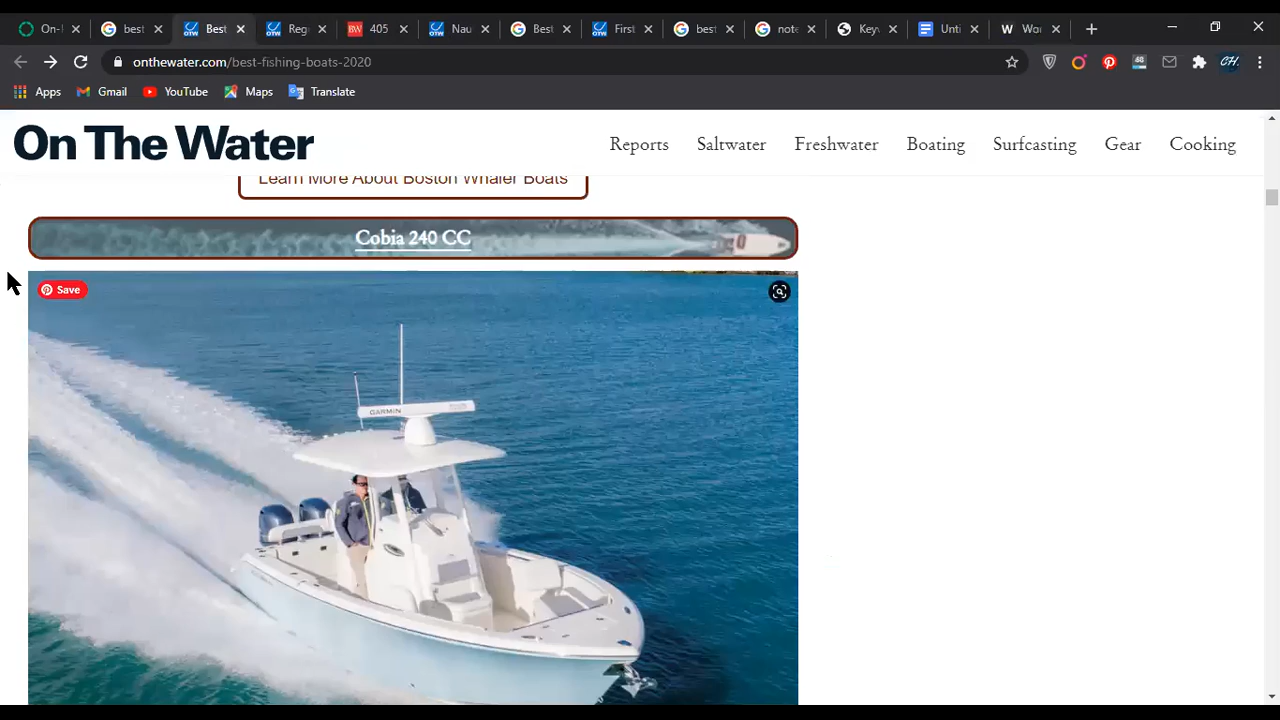 On-
best
Best
Reg
BW 405
Nau
Best
First
best
note
Keyv
Unti
W Wor
onthewater.com/best-fishing-boats-2020
Apps Gmail YouTube Maps Translate
On The Water
Reports Saltwater Freshwater Boating Surfcasting Gear Cooking
Learn More About Boston Whaler Boats
Cobia 240 CC
Save
GARMIN